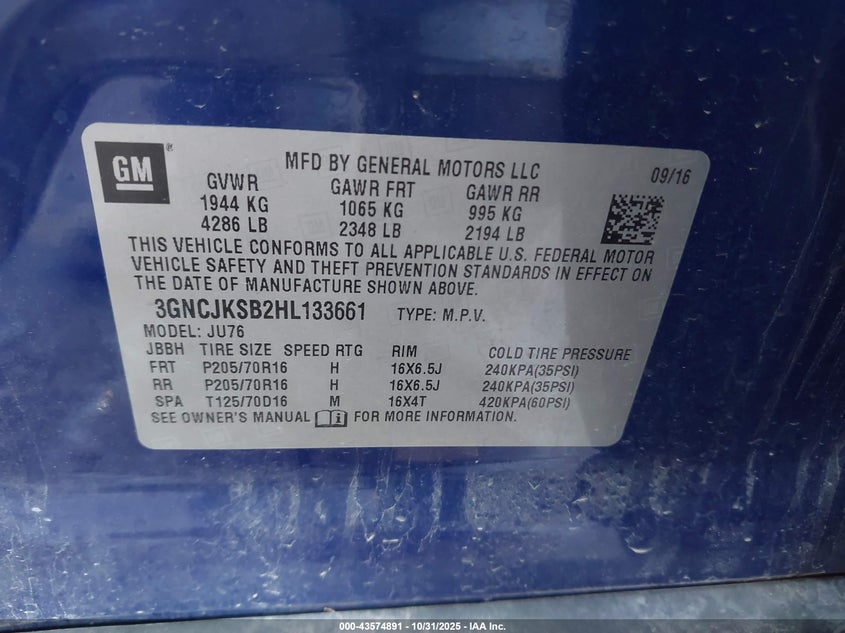 GM®
MFD BY GENERAL MOTORS LLC 09/16
GVWR GAWR FRT GAWR RR
1944 KG 1065 KG 995 KG
4286 LB 2348 LB 2194 LB
THIS VEHICLE CONFORMS TO ALL APPLICABLE U.S. FEDERAL MOTOR
VEHICLE SAFETY AND THEFT PREVENTION STANDARDS IN EFFECT ON
THE DATE OF MANUFACTURE SHOWN ABOVE.
3GNCJKSB2HL133661 TYPE: M.P.V.
MODEL: JU76
JBBH TIRE SIZE SPEED RTG RIM COLD TIRE PRESSURE
FRT P205/70R16 H 16X6.5J 240KPA(35PSI)
RR P205/70R16 H 16X6.5J 240KPA(35PSI)
SPA T125/70D16 M 16X4T 420KPA(60PSI)
SEE OWNER'S MANUAL i FOR MORE INFORMATION.
000-43574891 - 10/31/2025 - IAA Inc.